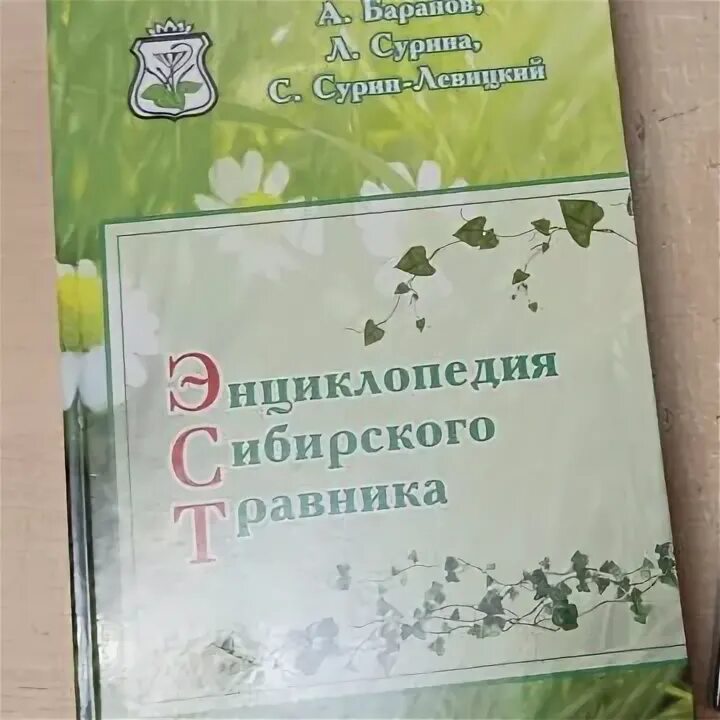 А. Баранов,
Л. Сурина,
С. Сурин-Левицкий
Энциклопедия
Сибирского
Травника